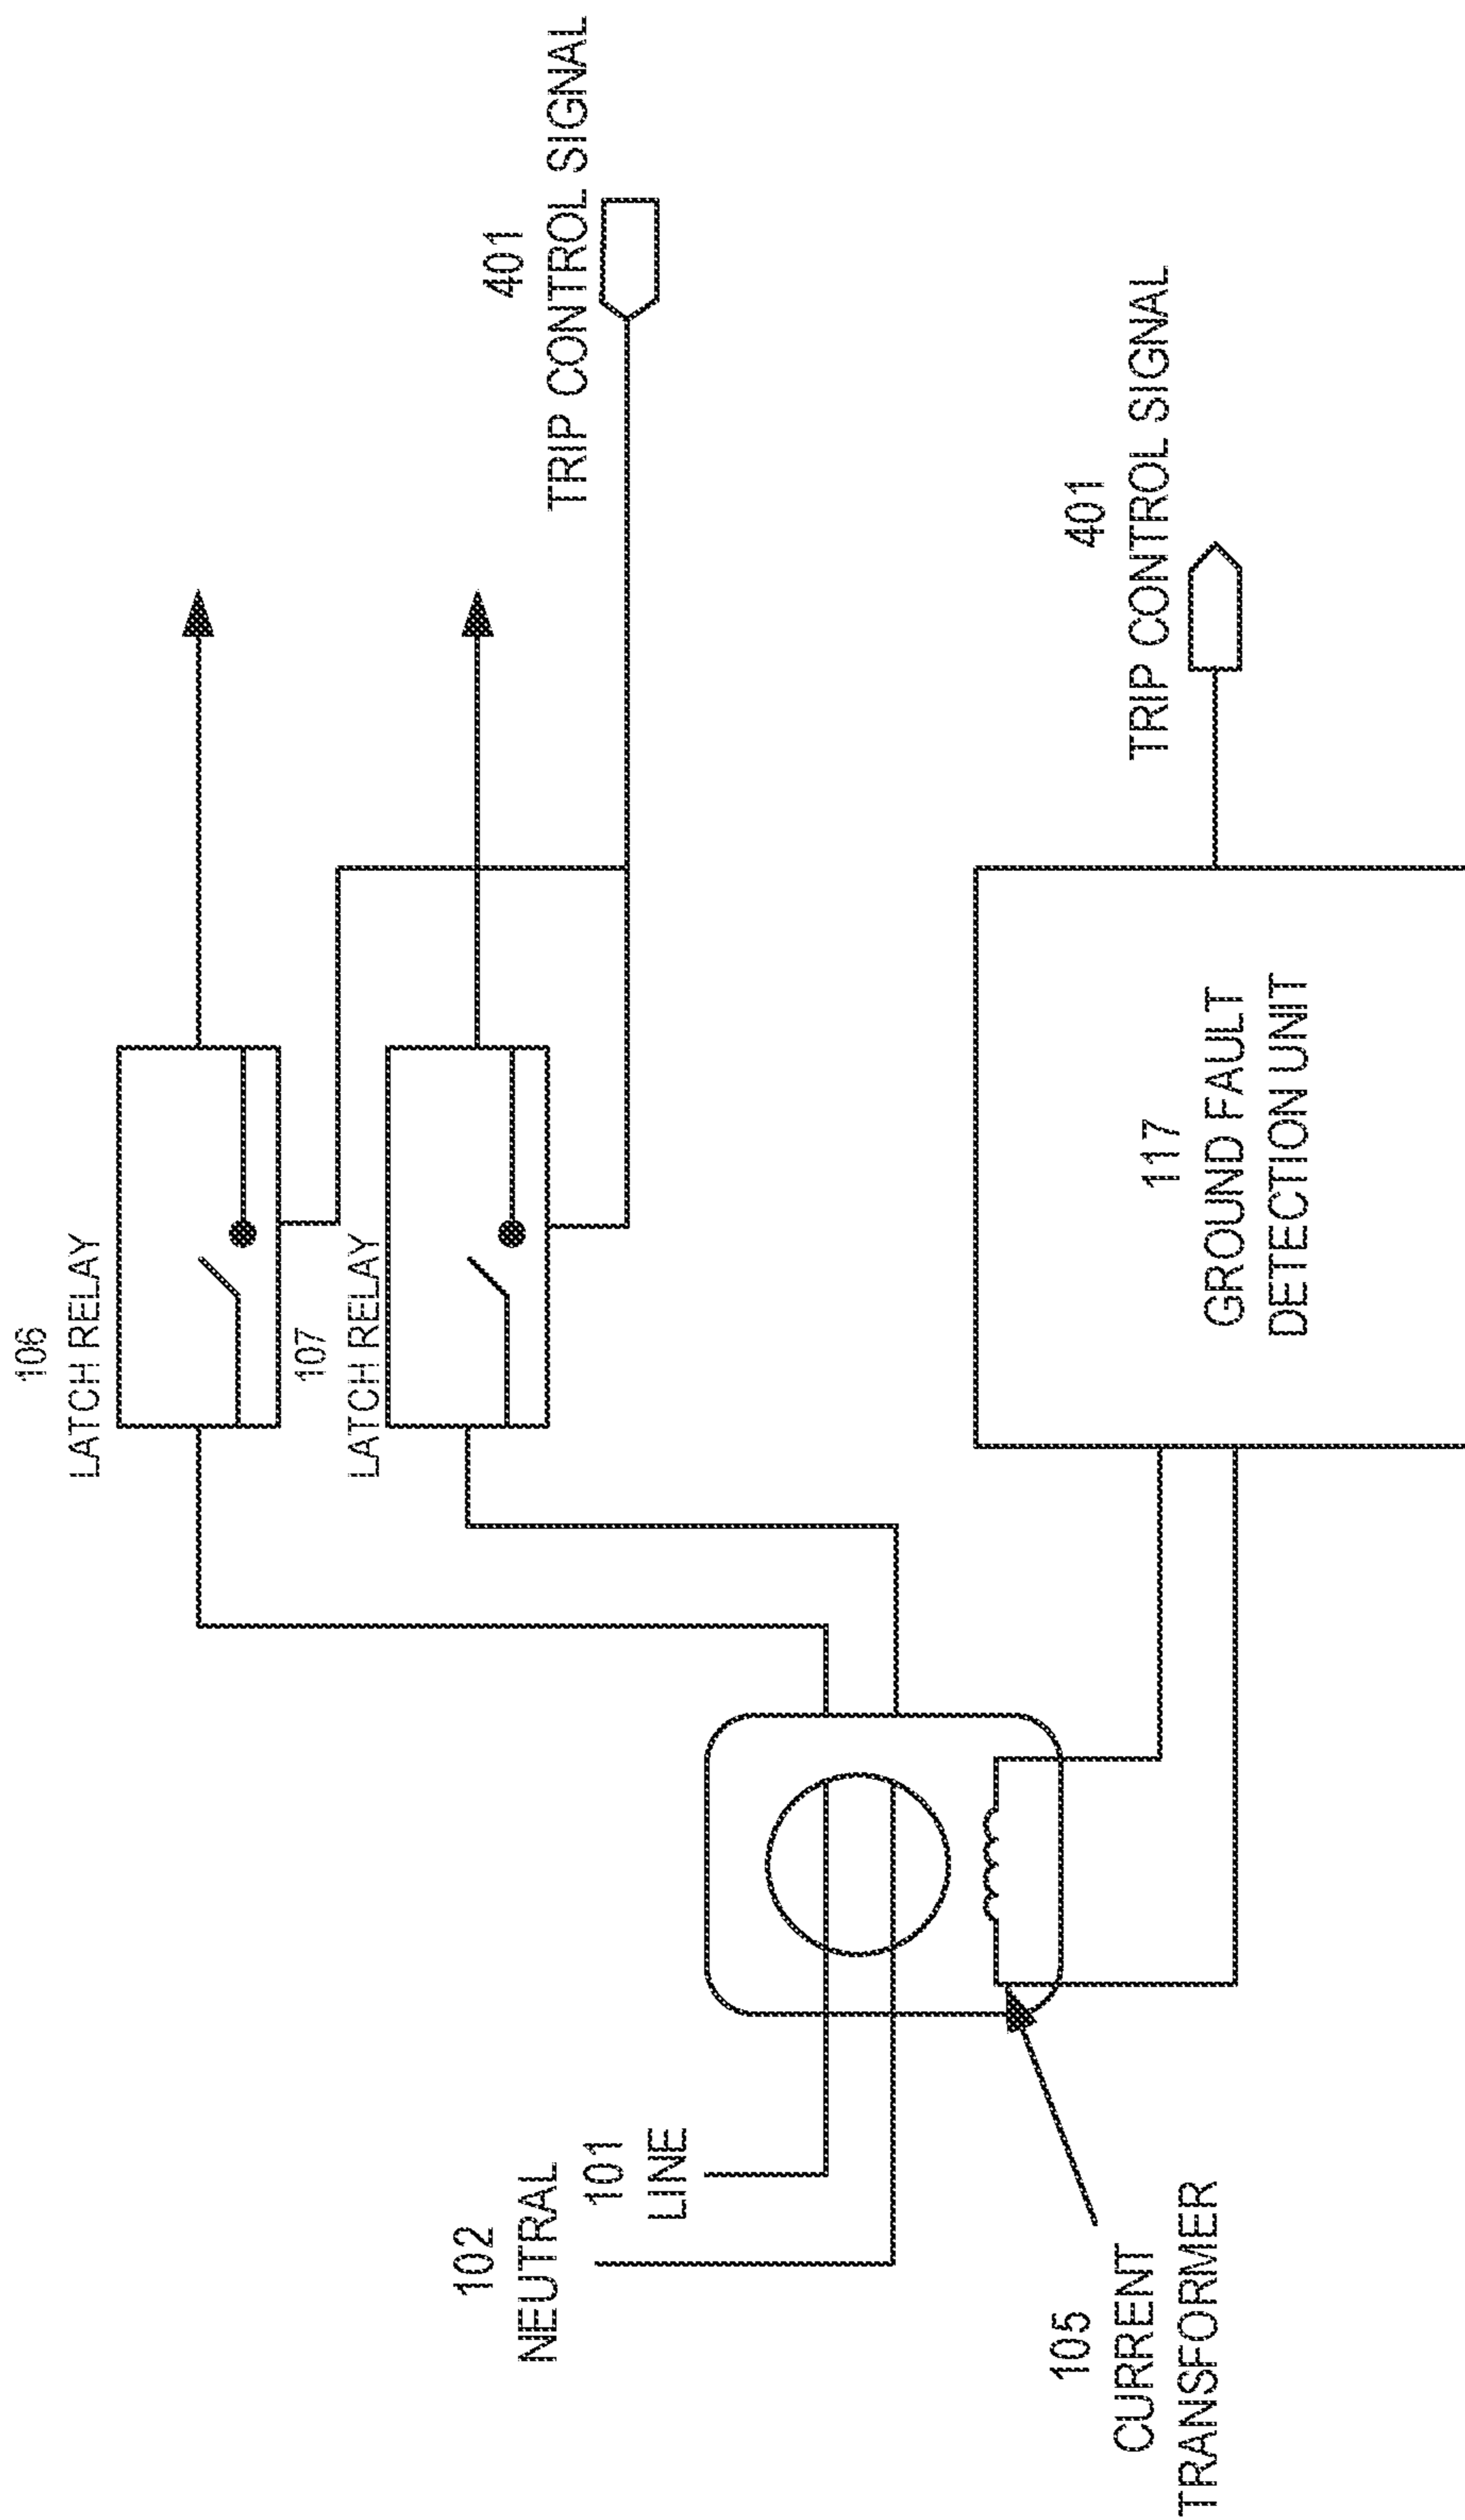 106
LATCH RELAY
107
LATCH RELAY
401
TRIP CONTROL SIGNAL
102
NEUTRAL
101
LINE
401
TRIP CONTROL SIGNAL
117
GROUND FAULT
DETECTION UNIT
105
CURRENT
TRANSFORMER